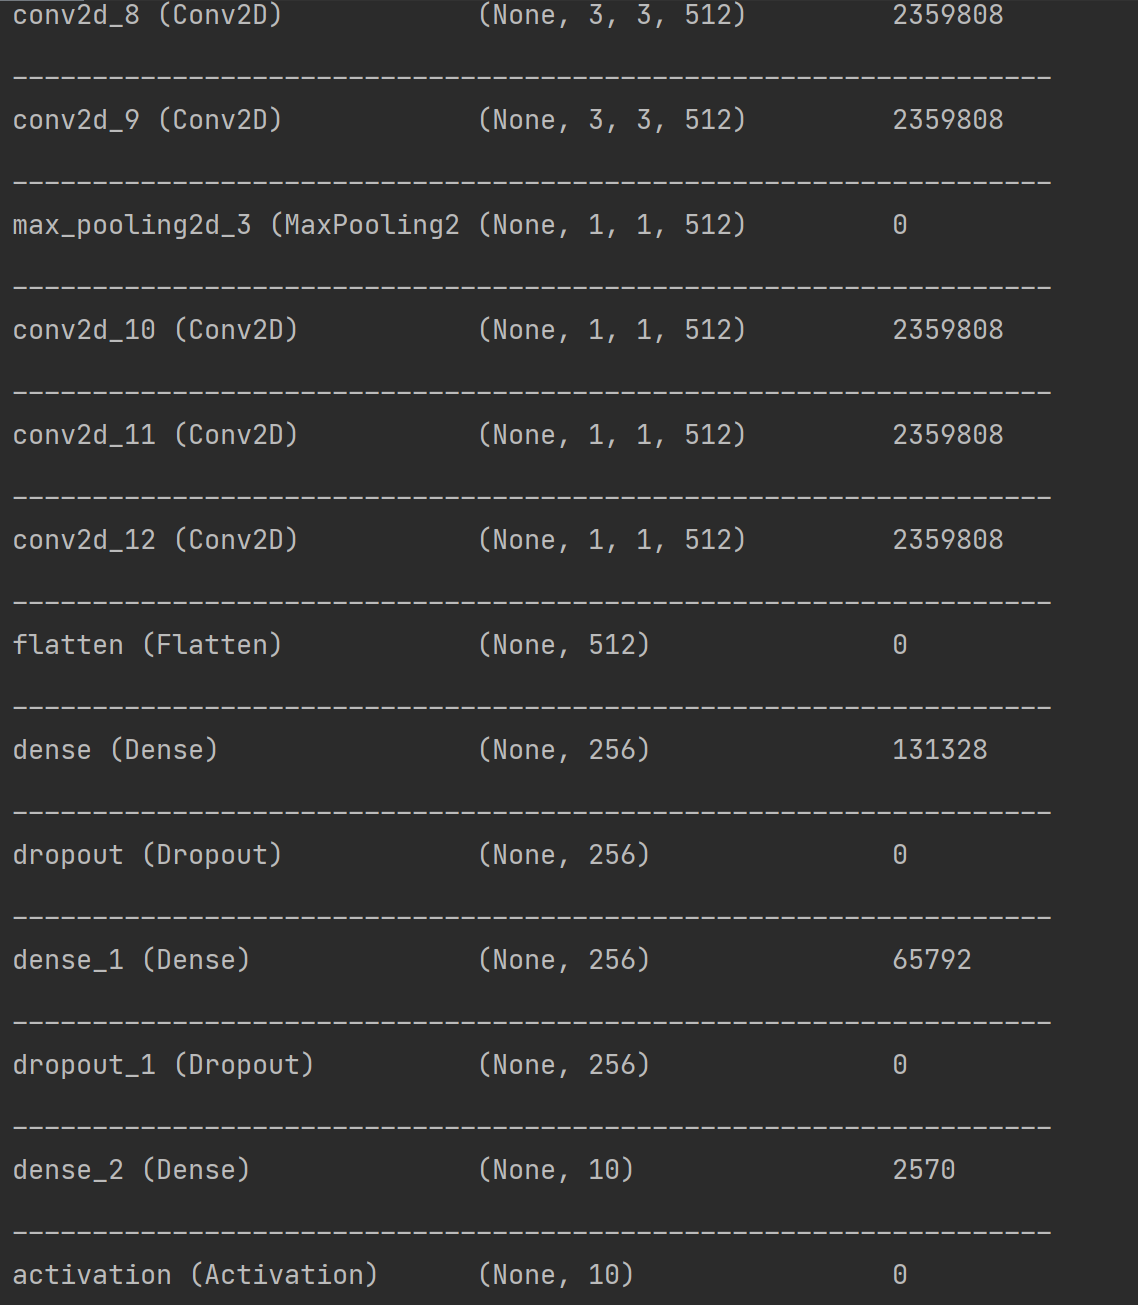 conv2d_8 (Conv2D) (None, 3, 3, 512) 2359808
_________________________________________________________________
conv2d_9 (Conv2D) (None, 3, 3, 512) 2359808
_________________________________________________________________
max_pooling2d_3 (MaxPooling2 (None, 1, 1, 512) 0
_________________________________________________________________
conv2d_10 (Conv2D) (None, 1, 1, 512) 2359808
_________________________________________________________________
conv2d_11 (Conv2D) (None, 1, 1, 512) 2359808
_________________________________________________________________
conv2d_12 (Conv2D) (None, 1, 1, 512) 2359808
_________________________________________________________________
flatten (Flatten) (None, 512) 0
_________________________________________________________________
dense (Dense) (None, 256) 131328
_________________________________________________________________
dropout (Dropout) (None, 256) 0
_________________________________________________________________
dense_1 (Dense) (None, 256) 65792
_________________________________________________________________
dropout_1 (Dropout) (None, 256) 0
_________________________________________________________________
dense_2 (Dense) (None, 10) 2570
_________________________________________________________________
activation (Activation) (None, 10) 0